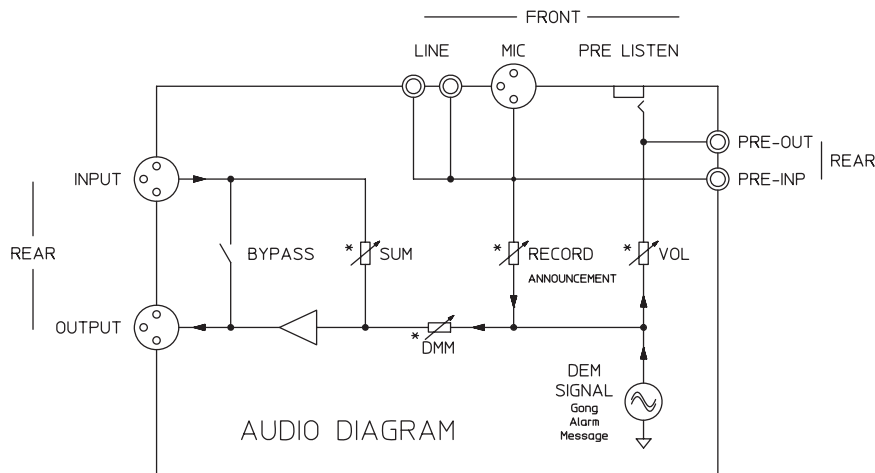 FRONT
LINE
MIC
PRE LISTEN
PRE-OUT
PRE-INP
REAR
INPUT
REAR
OUTPUT
BYPASS
* SUM
* RECORD
ANNOUNCEMENT
* VOL
* DMM
DEM
SIGNAL
Gong
Alarm
Message
AUDIO DIAGRAM